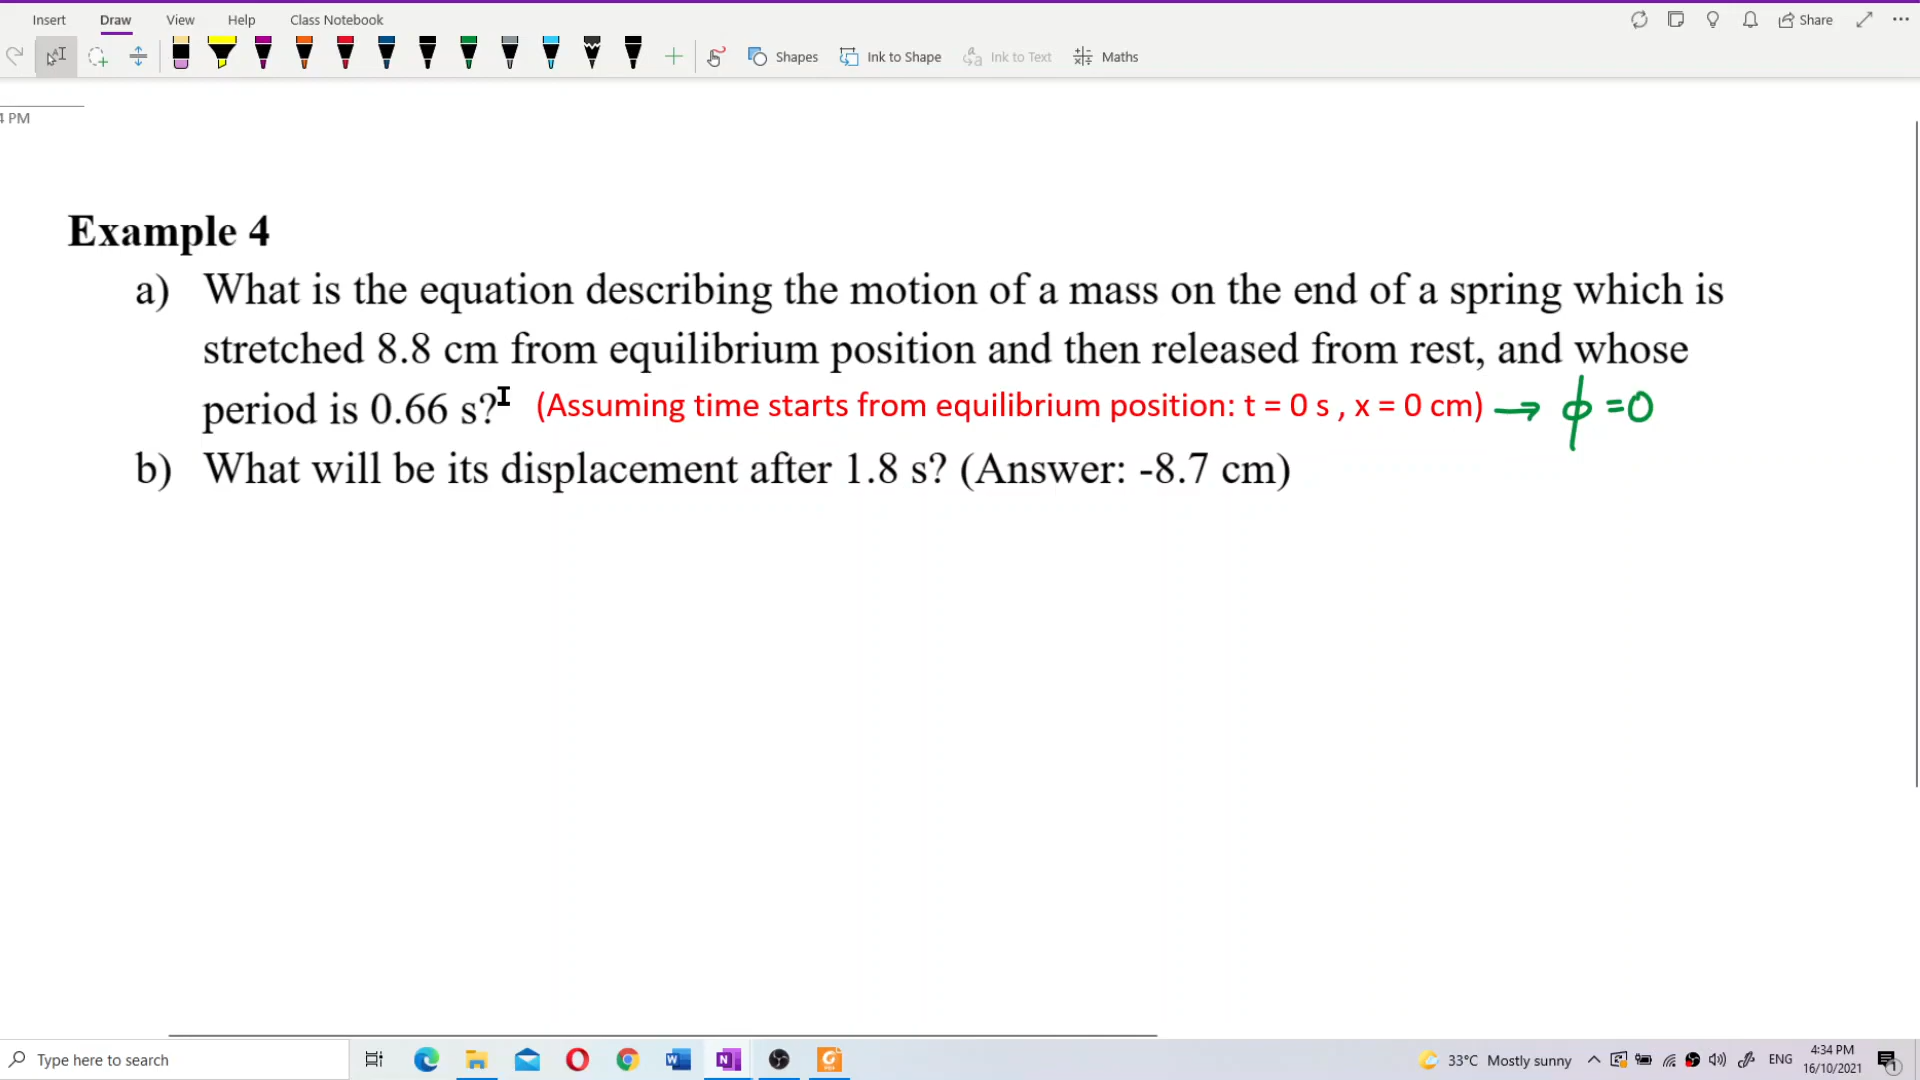 Insert Draw View Help Class Notebook Share
Shapes Ink to Shape Ink to Text Maths
4 PM
Example 4
a) What is the equation describing the motion of a mass on the end of a spring which is
stretched 8.8 cm from equilibrium position and then released from rest, and whose
period is 0.66 s? (Assuming time starts from equilibrium position: t = 0 s , x = 0 cm) → ϕ =0
b) What will be its displacement after 1.8 s? (Answer: -8.7 cm)
Type here to search 33°C Mostly sunny ENG 4:34 PM
16/10/2021